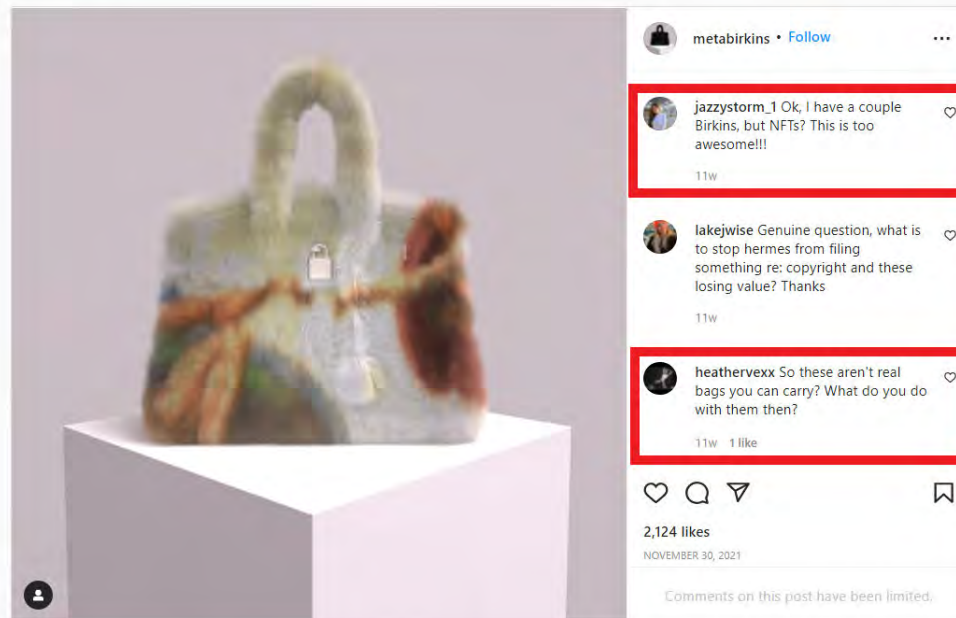 metabirkins • Follow
jazzystorm_1 Ok, I have a couple
Birkins, but NFTs? This is too
awesome!!!
11w
lakejwise Genuine question, what is
to stop hermes from filing
something re: copyright and these
losing value? Thanks
11w
heathervexx So these aren't real
bags you can carry? What do you do
with them then?
11w 1 like
2,124 likes
NOVEMBER 30, 2021
Comments on this post have been limited.